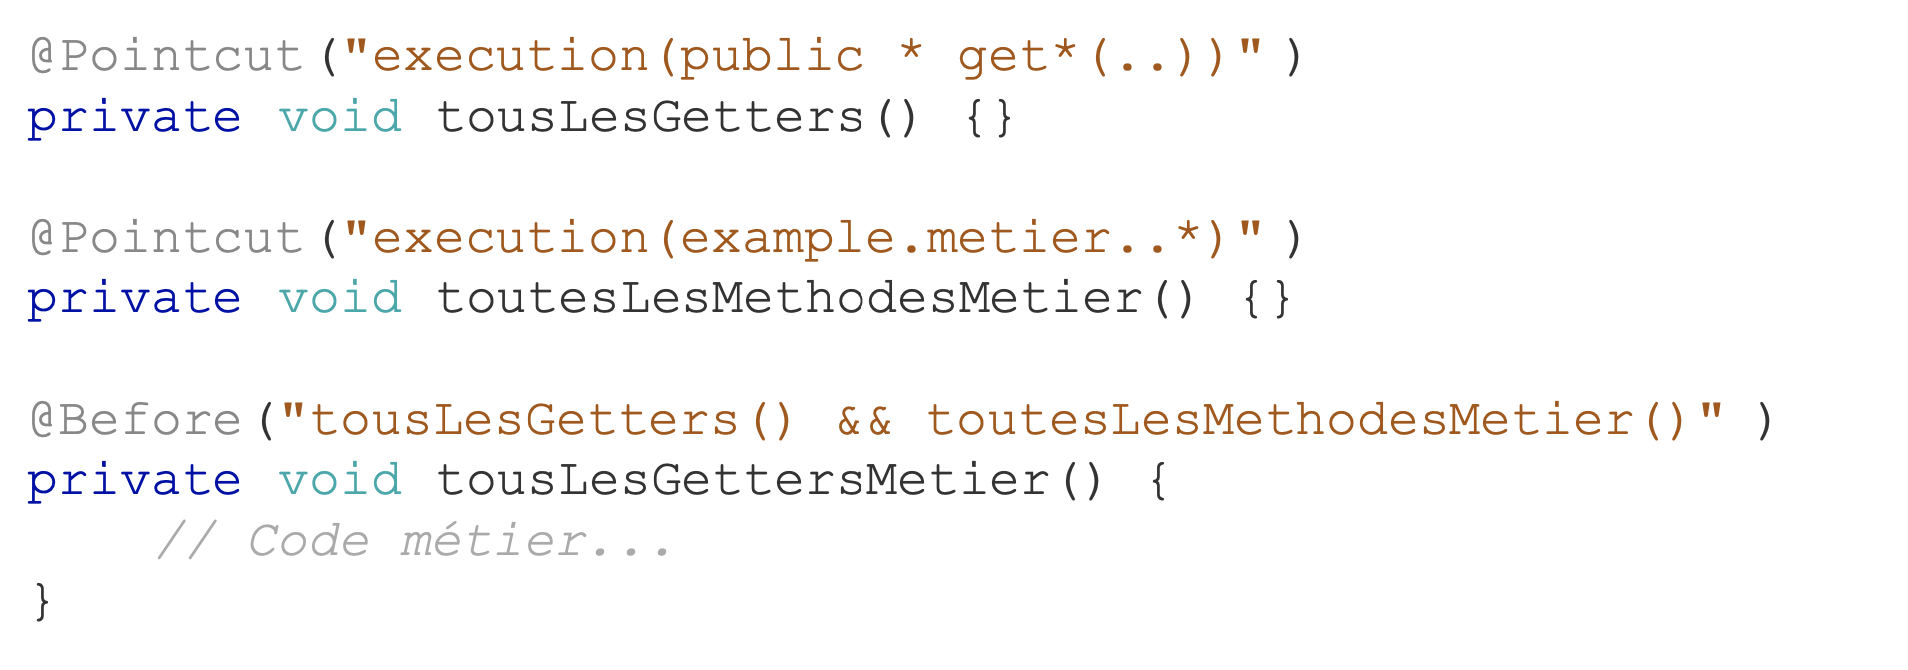 @Pointcut("execution(public * get*(..))")
private void tousLesGetters() {}
@Pointcut("execution(example.metier..*)")
private void toutesLesMethodesMetier() {}
@Before("tousLesGetters() && toutesLesMethodesMetier()")
private void tousLesGettersMetier() {
// Code métier...
}